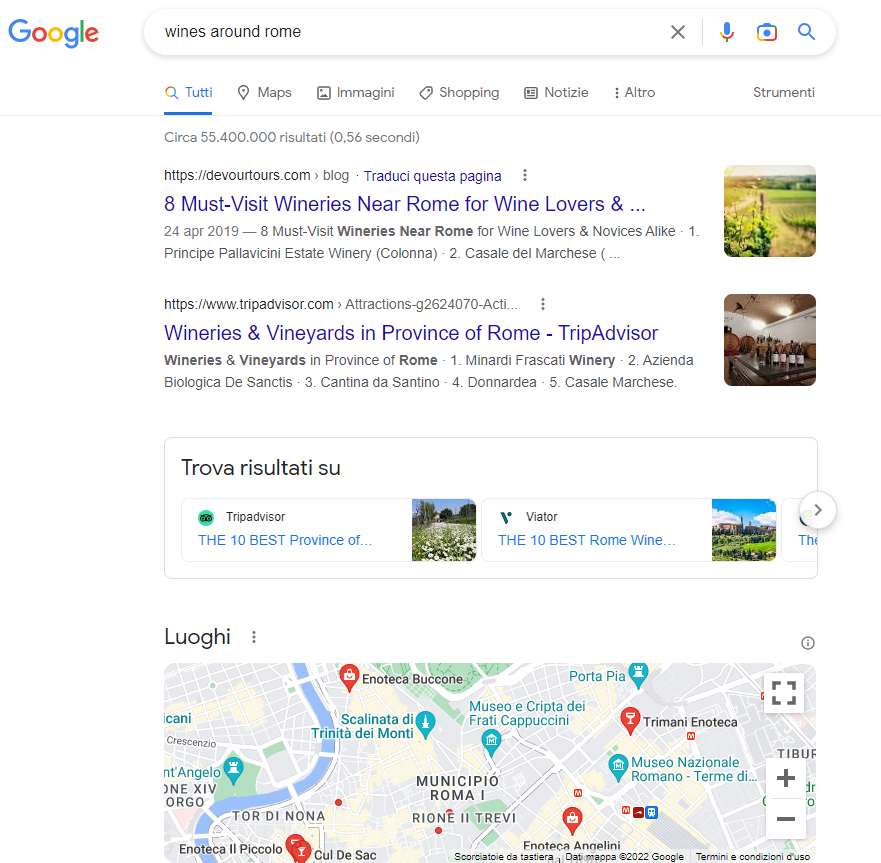 Google
wines around rome
Tutti
Maps
Immagini
Shopping
Notizie
Altro
Strumenti
Circa 55.400.000 risultati (0,56 secondi)
https://devourtours.com › blog · Traduci questa pagina
8 Must-Visit Wineries Near Rome for Wine Lovers & ...
24 apr 2019 — 8 Must-Visit Wineries Near Rome for Wine Lovers & Novices Alike · 1.
Principe Pallavicini Estate Winery (Colonna) · 2. Casale del Marchese ( ...
https://www.tripadvisor.com › Attractions-g2624070-Acti...
Wineries & Vineyards in Province of Rome - TripAdvisor
Wineries & Vineyards in Province of Rome · 1. Minardi Frascati Winery · 2. Azienda
Biologica De Sanctis · 3. Cantina da Santino · 4. Donnardea · 5. Casale Marchese.
Trova risultati su
Tripadvisor
THE 10 BEST Province of...
Viator
THE 10 BEST Rome Wine...
The
Luoghi
Enoteca Buccone
Porta Pia
Museo e Cripta dei
Frati Cappuccini
Scalinata di
Trinità dei Monti
Trimani Enoteca
icani
Crescenzio
nt'Angelo
Museo Nazionale
Romano - Terme di...
TIBUR
MUNICIPIO
ROMA I
ONE XIV
ORGO
TOR DI NONA
RIONE II TREVI
Enoteca Il Piccolo
Cul De Sac
Enoteca Angelini
Scorciatoie da tastiera
Dati mappa ©2022 Google
Termini e condizioni d'uso